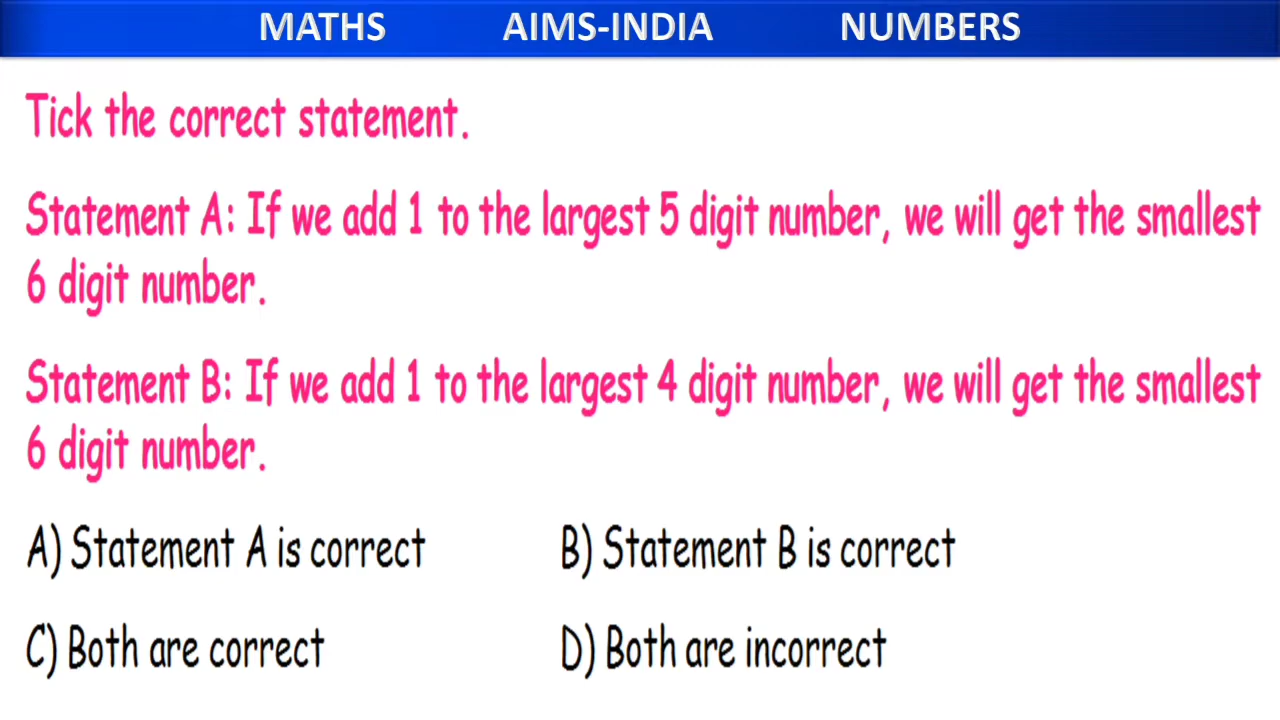 MATHS AIMS-INDIA NUMBERS
Tick the correct statement.
Statement A: If we add 1 to the largest 5 digit number, we will get the smallest
6 digit number.
Statement B: If we add 1 to the largest 4 digit number, we will get the smallest
6 digit number.
A) Statement A is correct B) Statement B is correct
C) Both are correct D) Both are incorrect